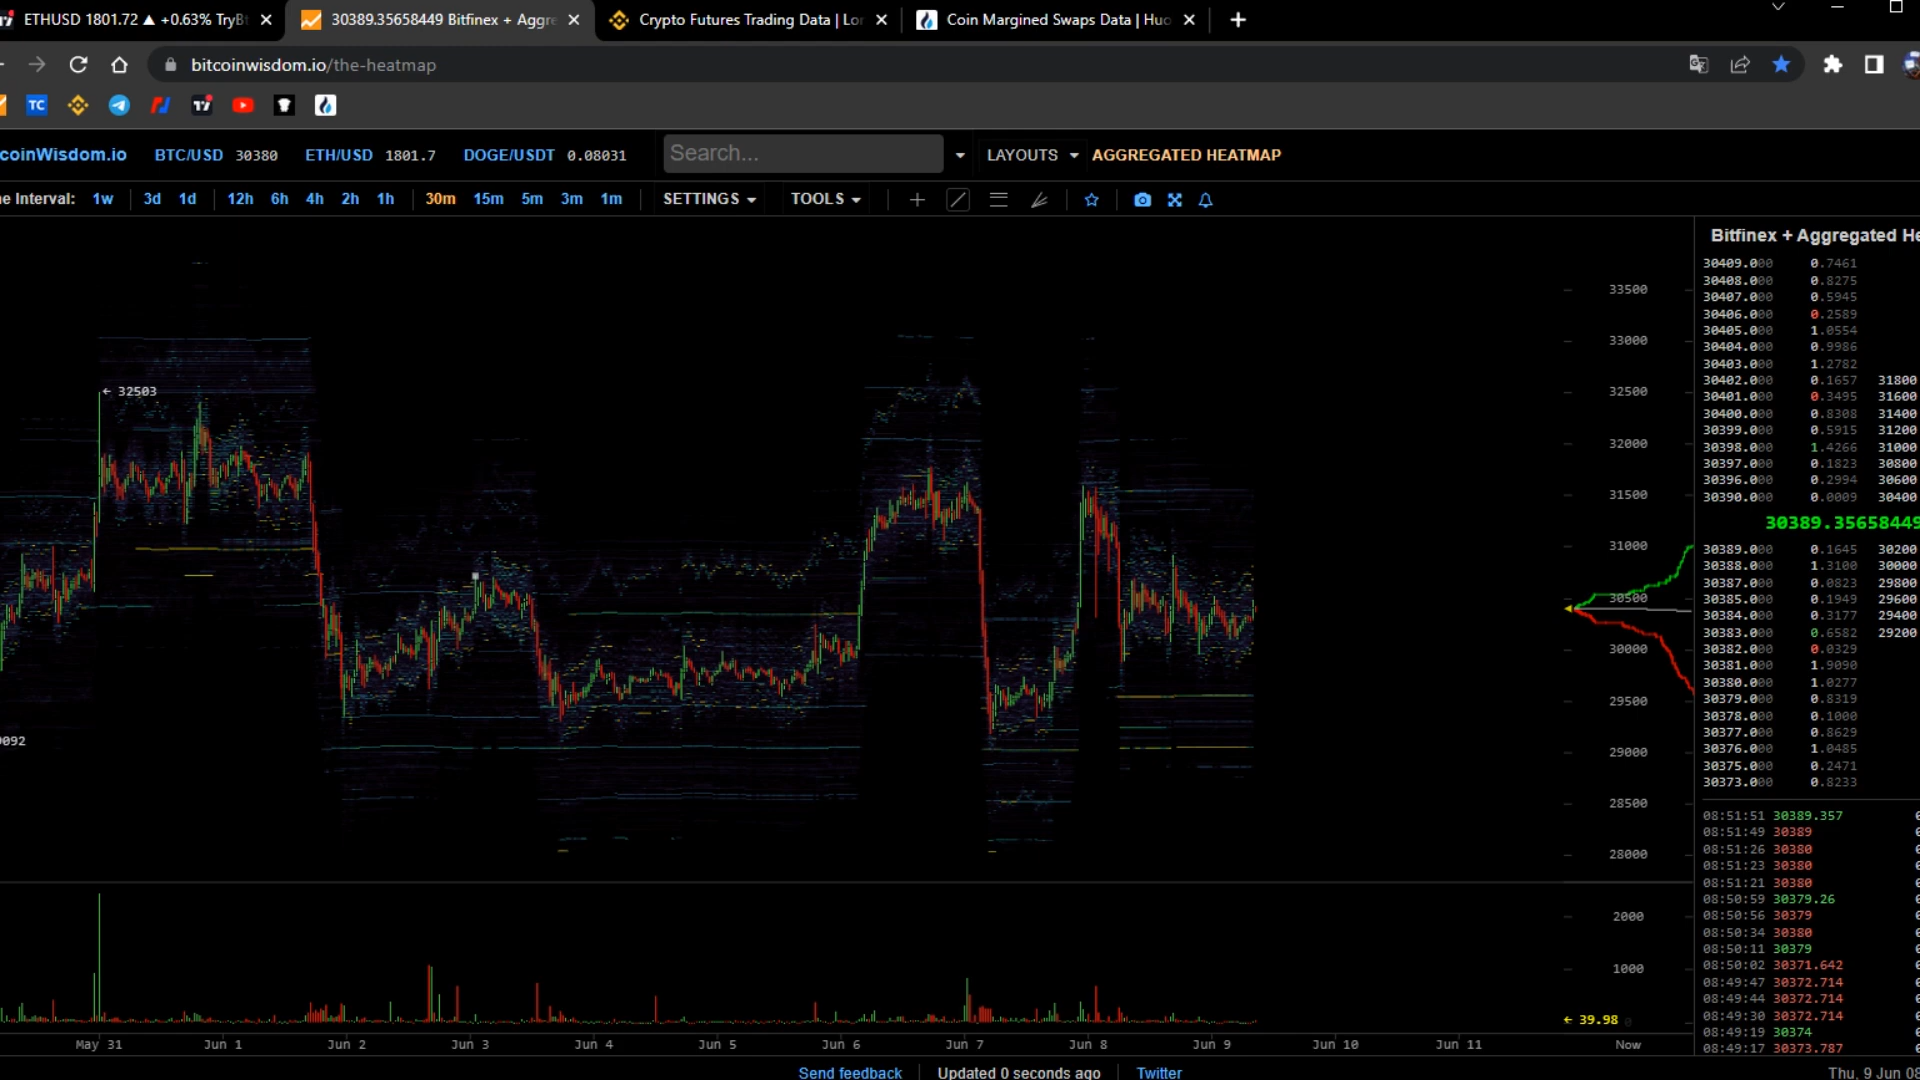 ETHUSD 1801.72 ▲ +0.63% TryB
30389.35658449 Bitfinex + Aggre
Crypto Futures Trading Data | Lor
Coin Margined Swaps Data | Huo
bitcoinwisdom.io/the-heatmap
TC
coinWisdom.io BTC/USD 30380 ETH/USD 1801.7 DOGE/USDT 0.08031 Search... LAYOUTS AGGREGATED HEATMAP
e Interval: 1w 3d 1d 12h 6h 4h 2h 1h 30m 15m 5m 3m 1m SETTINGS TOOLS
Bitfinex + Aggregated He
← 32503
9092
33500
33000
32500
32000
31500
31000
30500
30000
29500
29000
28500
28000
2000
1000
← 39.98 0
30409.000 0.7461
30408.000 0.8275
30407.000 0.5945
30406.000 0.2589
30405.000 1.0554
30404.000 0.9986
30403.000 1.2782
30402.000 0.1657 31800
30401.000 0.3495 31600
30400.000 0.8308 31400
30399.000 0.5915 31200
30398.000 1.4266 31000
30397.000 0.1823 30800
30396.000 0.2994 30600
30390.000 0.0009 30400
30389.35658449
30389.000 0.1645 30200
30388.000 1.3100 30000
30387.000 0.0823 29800
30385.000 0.1949 29600
30384.000 0.3177 29400
30383.000 0.6582 29200
30382.000 0.0329
30381.000 1.9090
30380.000 1.0277
30379.000 0.8319
30378.000 0.1000
30377.000 0.8629
30376.000 1.0485
30375.000 0.2471
30373.000 0.8233
08:51:51 30389.357
08:51:49 30389
08:51:26 30380
08:51:23 30380
08:51:21 30380
08:50:59 30379.26
08:50:56 30379
08:50:34 30380
08:50:11 30379
08:50:02 30371.642
08:49:47 30372.714
08:49:44 30372.714
08:49:30 30372.714
08:49:19 30374
08:49:17 30373.787
May 31 Jun 1 Jun 2 Jun 3 Jun 4 Jun 5 Jun 6 Jun 7 Jun 8 Jun 9 Jun 10 Jun 11 Now
Send feedback Updated 0 seconds ago Twitter Thu, 9 Jun 08